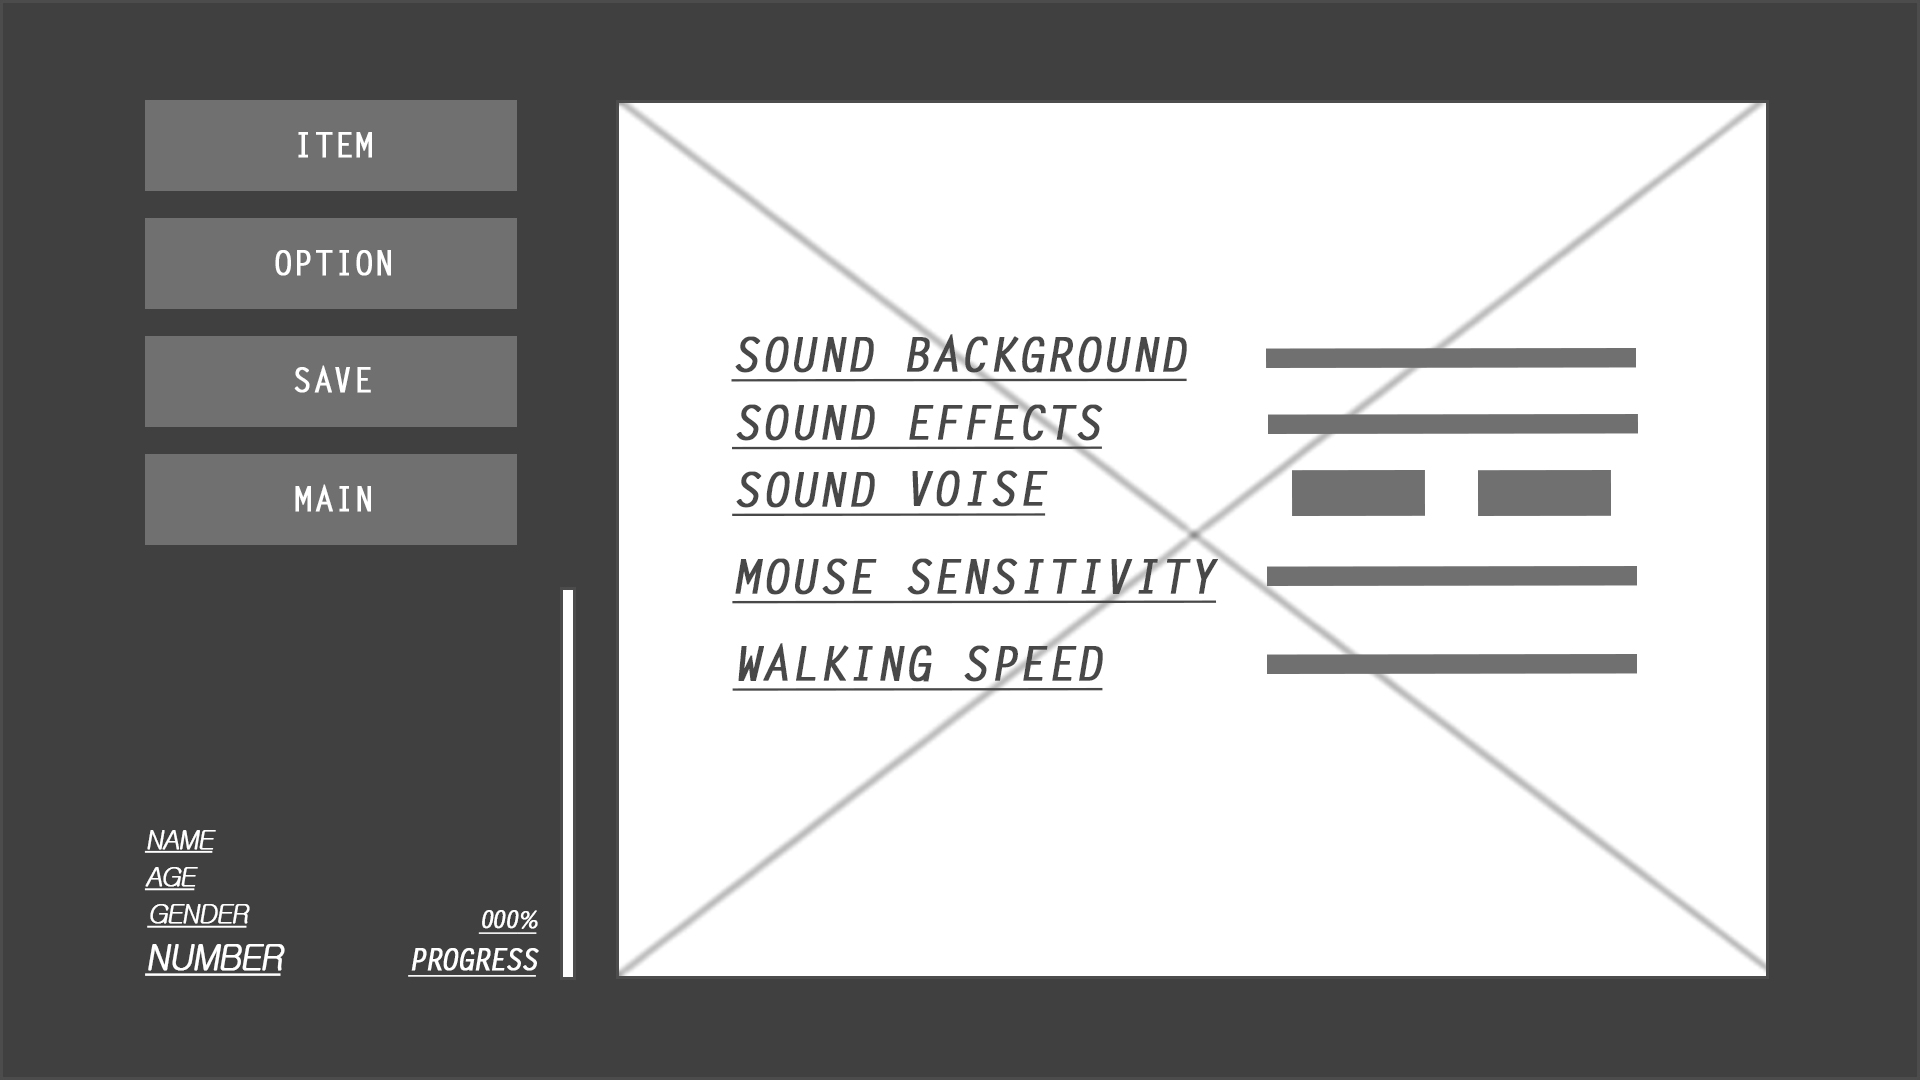 ITEM
OPTION
SAVE
MAIN
SOUND BACKGROUND
SOUND EFFECTS
SOUND VOISE
MOUSE SENSITIVITY
WALKING SPEED
NAME
AGE
GENDER
NUMBER
000%
PROGRESS